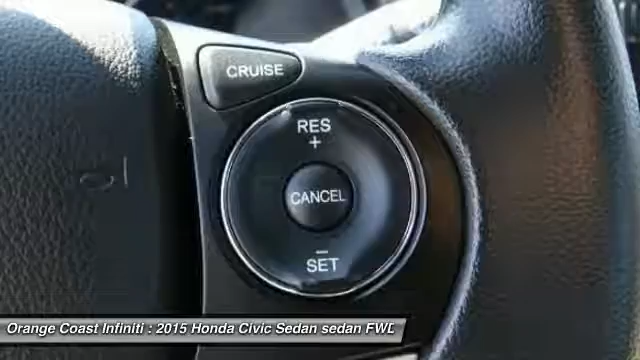 CRUISE
RES
+
CANCEL
–
SET
Orange Coast Infiniti : 2015 Honda Civic Sedan sedan FWD